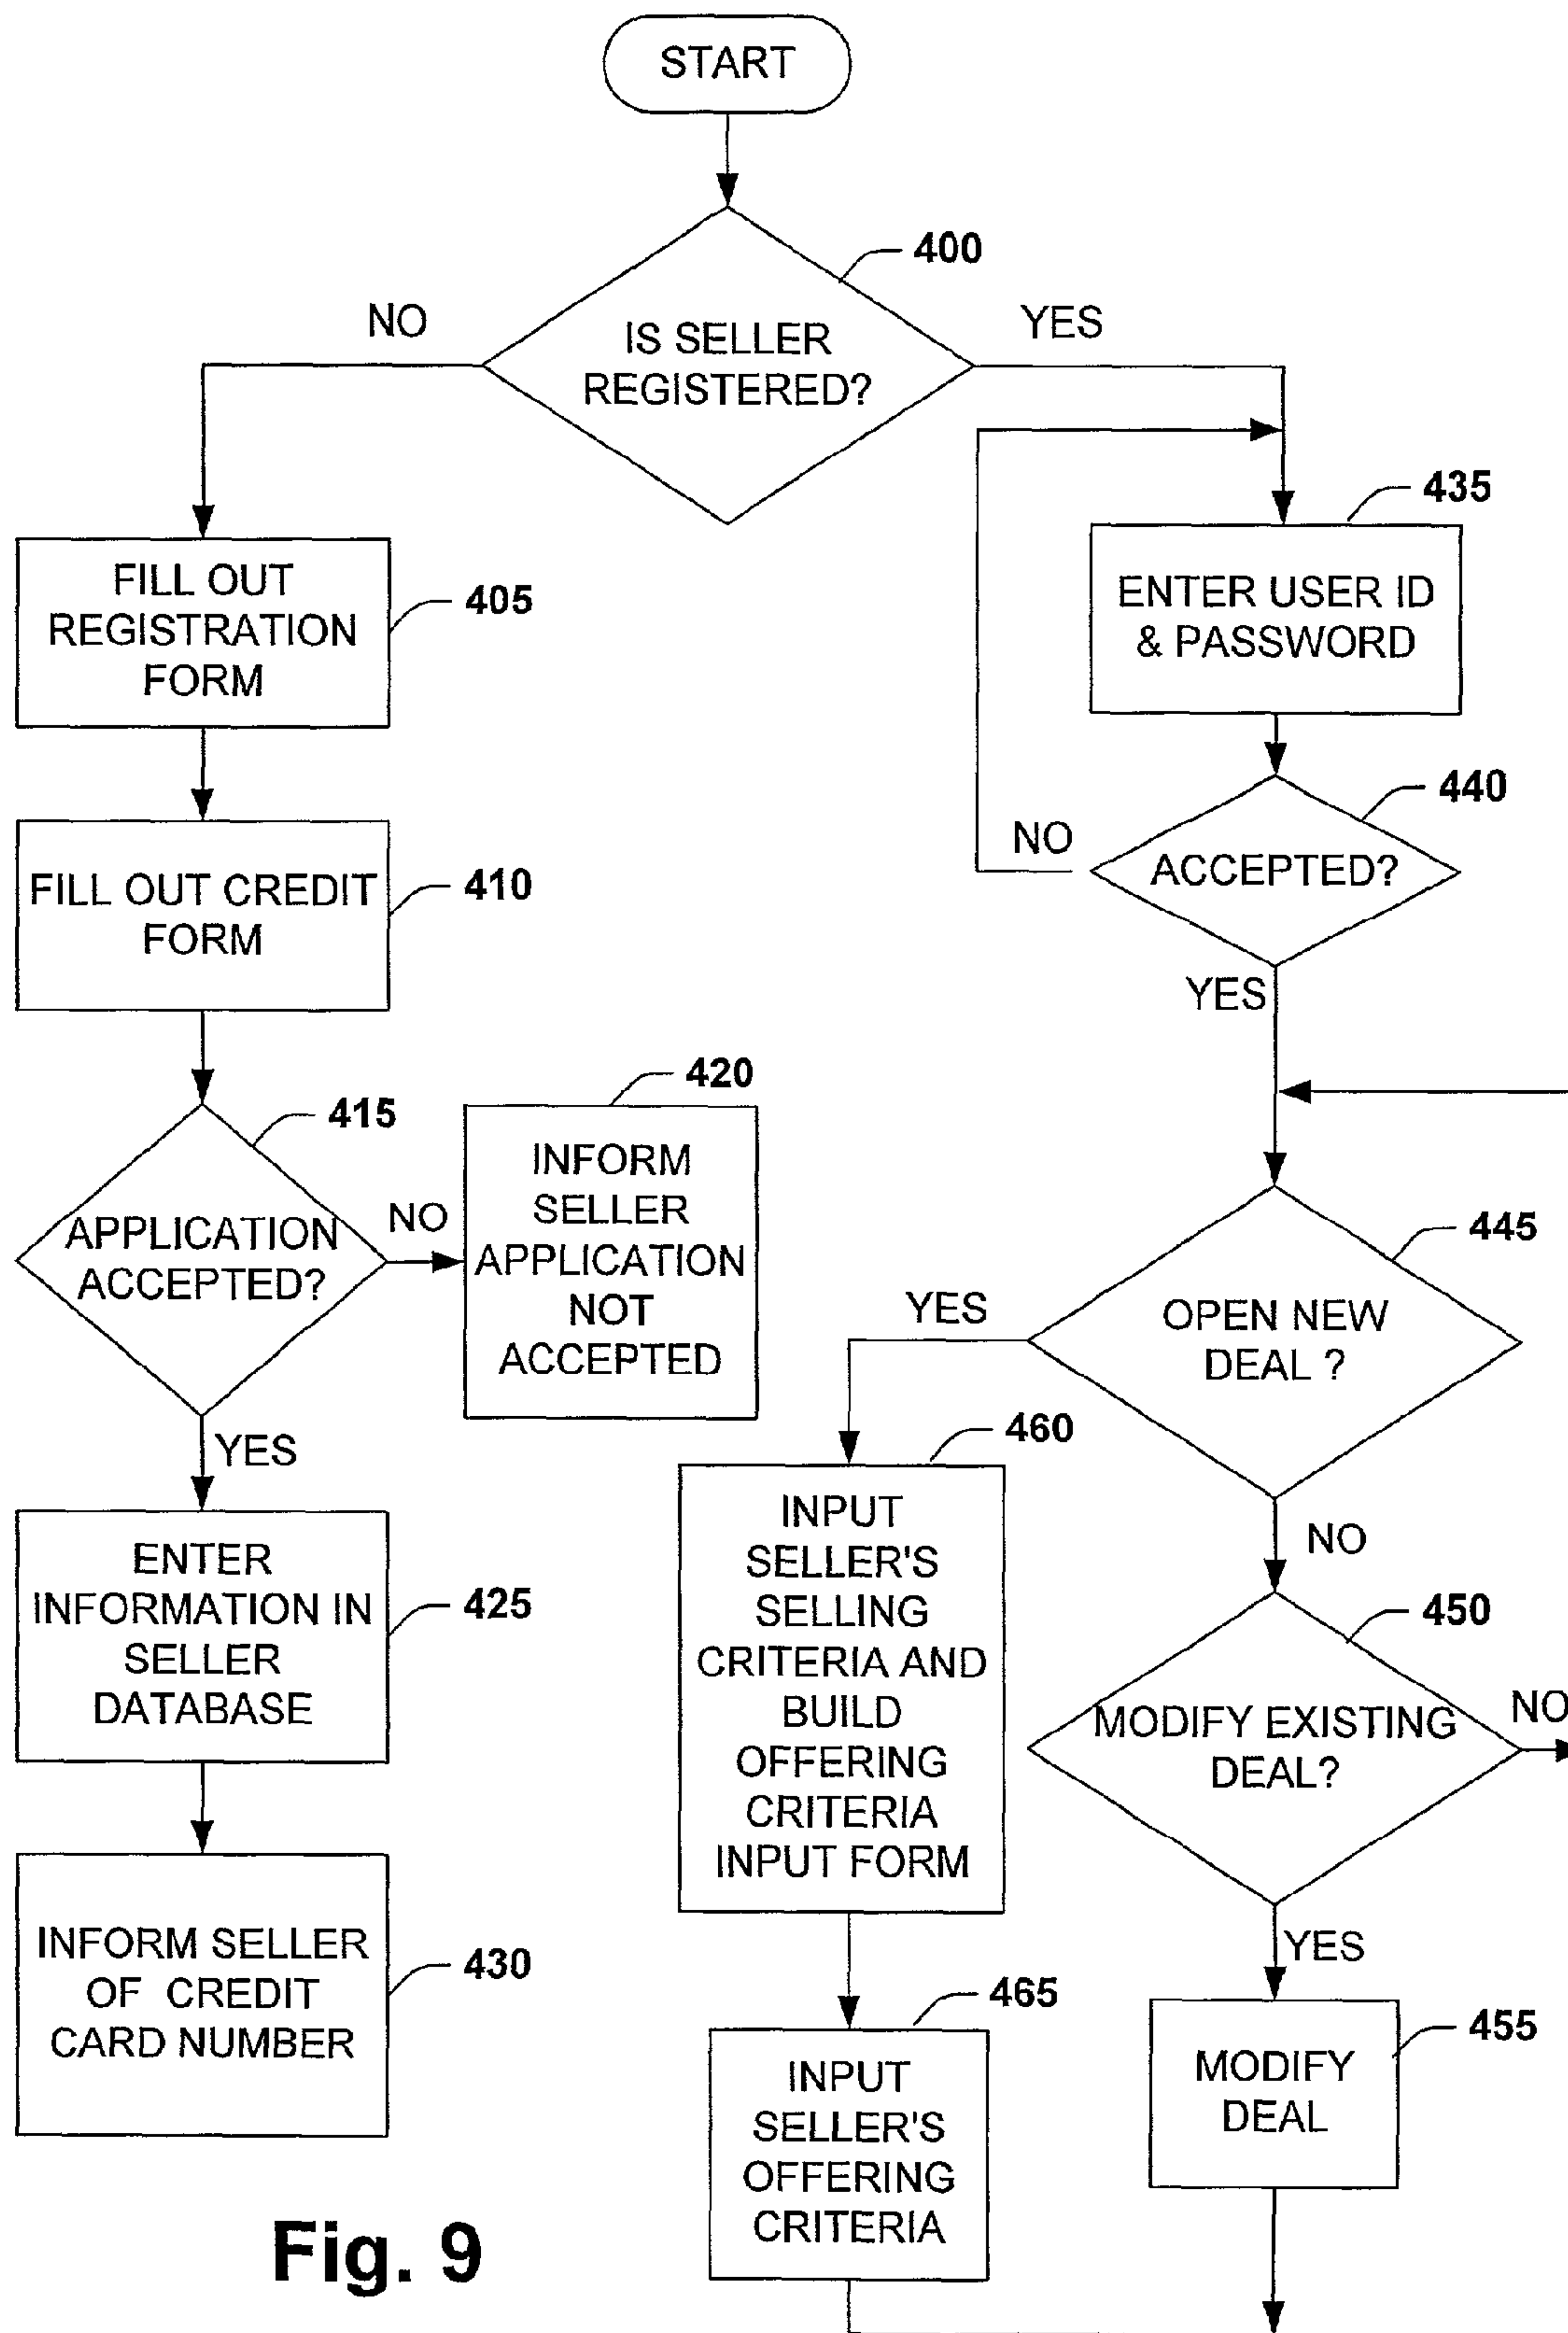 START
400
NO
YES
IS SELLER
REGISTERED?
435
FILL OUT
REGISTRATION
FORM
405
ENTER USER ID
& PASSWORD
440
NO
ACCEPTED?
FILL OUT CREDIT
FORM
410
YES
420
415
INFORM
SELLER
APPLICATION
NOT
ACCEPTED
NO
APPLICATION
ACCEPTED?
445
YES
OPEN NEW
DEAL ?
460
YES
INPUT
SELLER'S
SELLING
CRITERIA AND
BUILD
OFFERING
CRITERIA
INPUT FORM
NO
ENTER
INFORMATION IN
SELLER
DATABASE
425
450
NO
MODIFY EXISTING
DEAL?
INFORM SELLER
OF CREDIT
CARD NUMBER
430
YES
465
455
MODIFY
DEAL
INPUT
SELLER'S
OFFERING
CRITERIA
Fig. 9